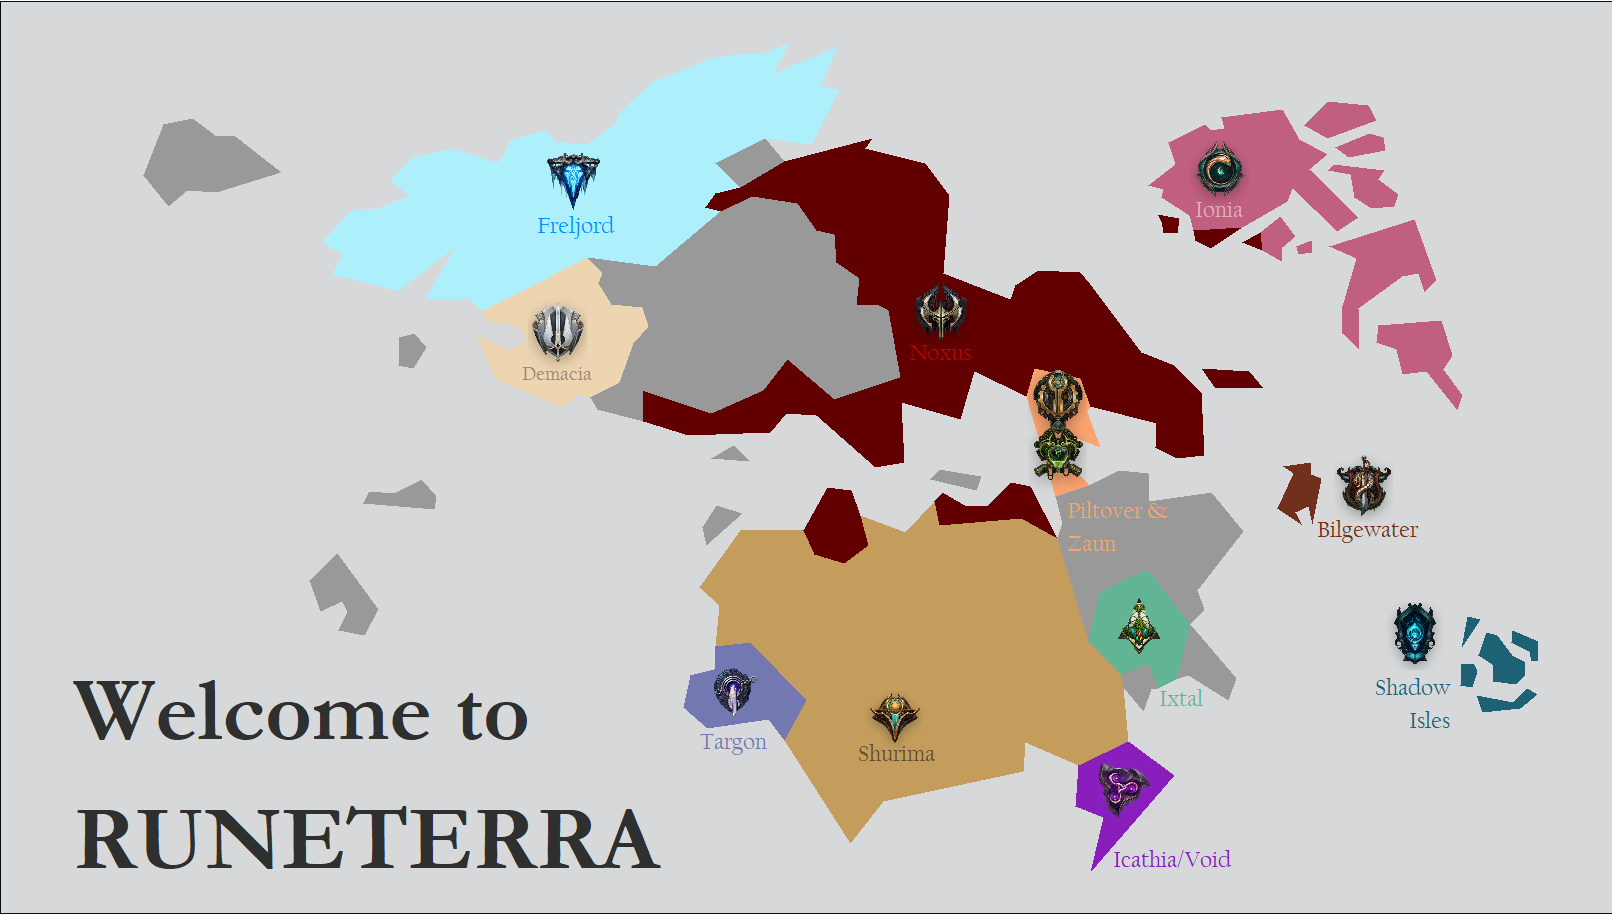 Freljord
Ionia
Noxus
Demacia
Piltover &
Zaun
Bilgewater
Shadow
Isles
Ixtal
Targon
Shurima
Icathia/Void
Welcome to
RUNETERRA